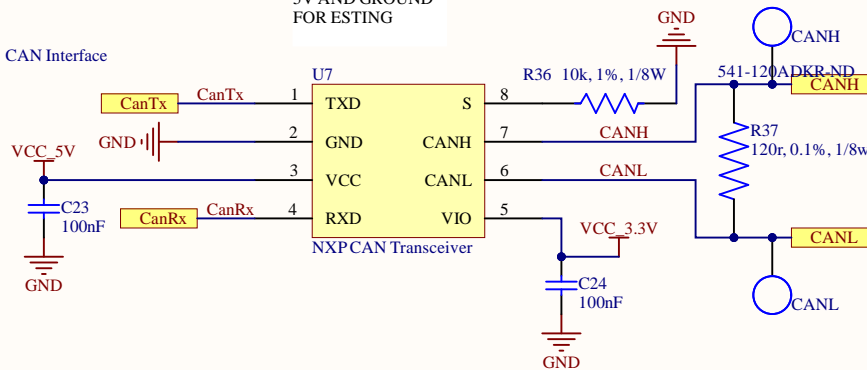 5V AND GROUND
FOR ESTING
GND
CANH
CAN Interface
U7
R36 10k, 1%, 1/8W
541-120ADKR-ND
CanTx
CanTx
1
TXD
S
8
CANH
GND
2
GND
CANH
7
CANH
R37
120r, 0.1%, 1/8w
VCC_5V
3
VCC
CANL
6
CANL
C23
100nF
CanRx
CanRx
4
RXD
VIO
5
VCC_3.3V
CANL
NXP CAN Transceiver
GND
C24
100nF
CANL
GND